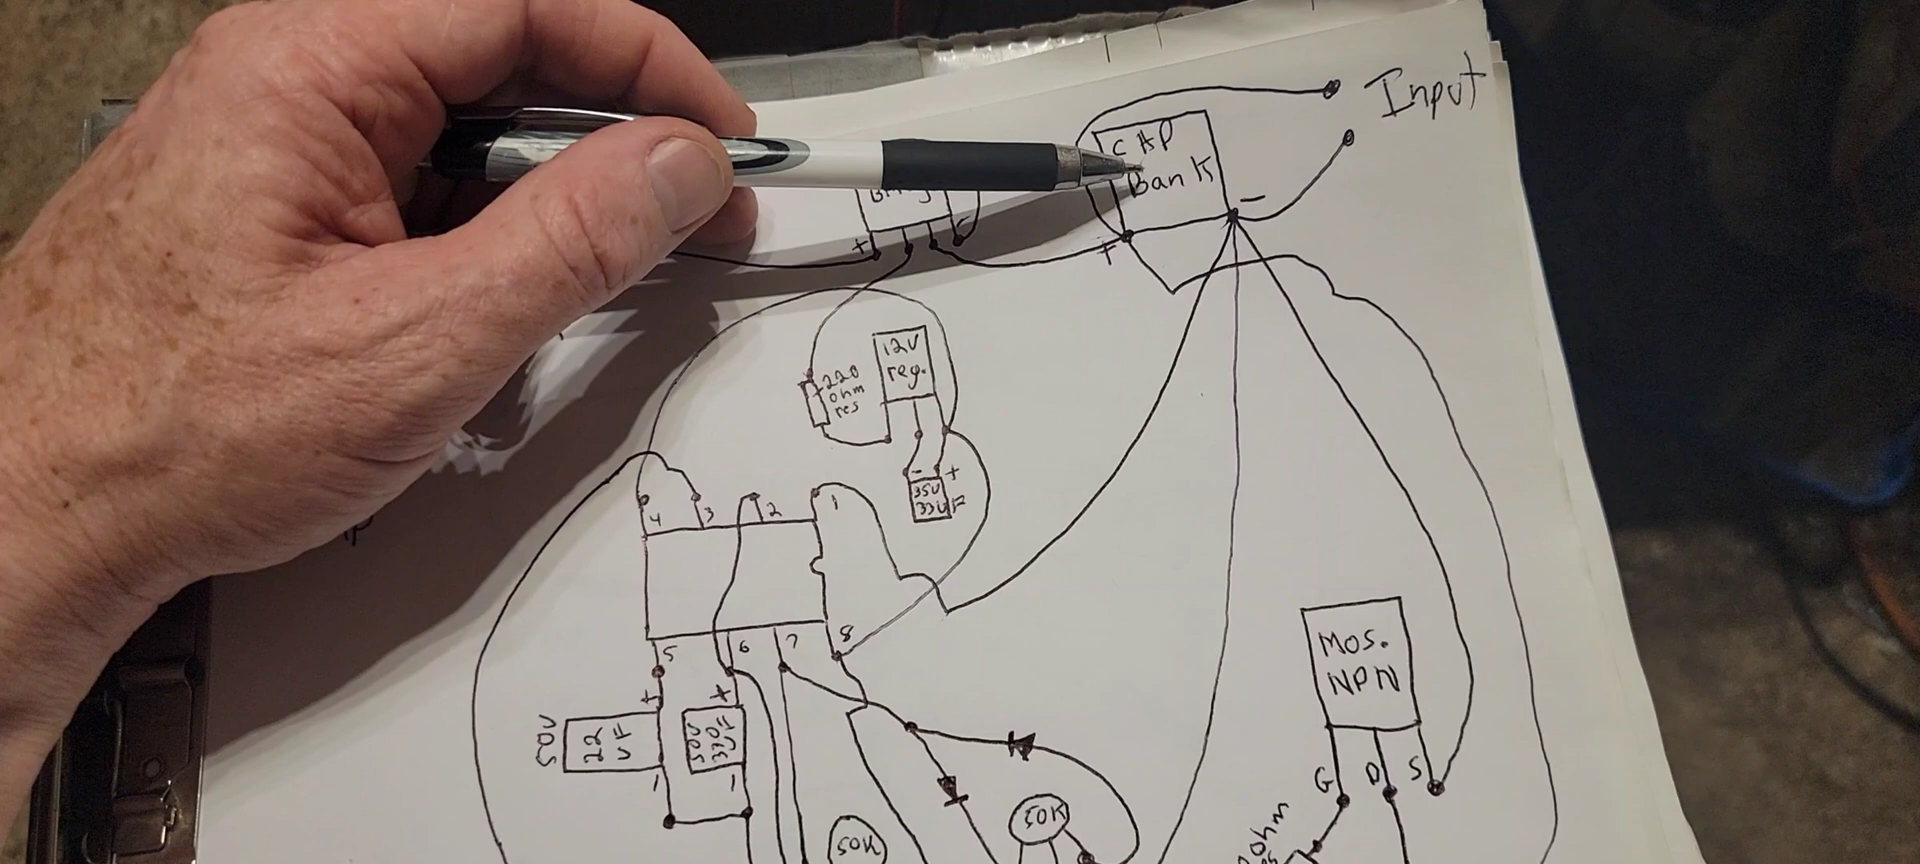 Input
CAP
Bank
-
+
+
12V
reg.
220
ohm
res
- +
35V
33UF
4 3 2 1
5 6 7 8
+ +
50V
22
UF
50V
33UF
- -
MOS.
NPN
G D S
50K
50K
ohm